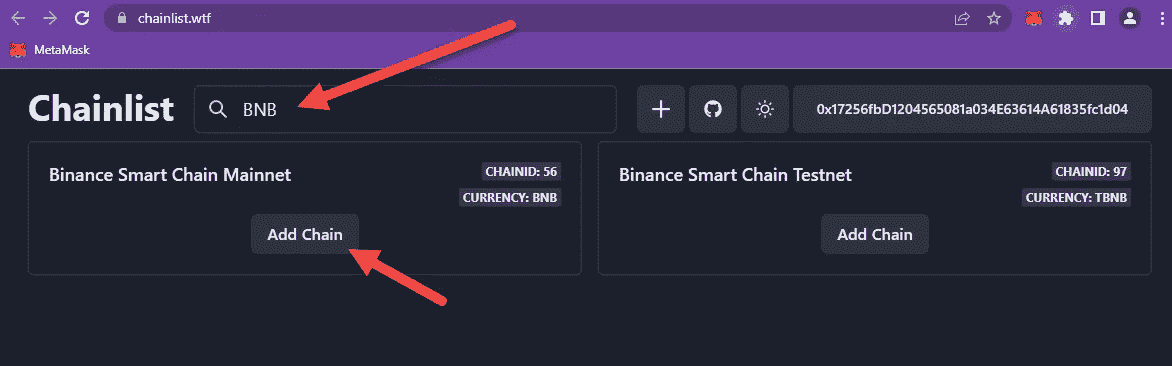 chainlist.wtf
MetaMask
Chainlist
BNB
0x17256fbD1204565081a034E63614A61835fc1d04
Binance Smart Chain Mainnet
CHAINID: 56
CURRENCY: BNB
Add Chain
Binance Smart Chain Testnet
CHAINID: 97
CURRENCY: TBNB
Add Chain